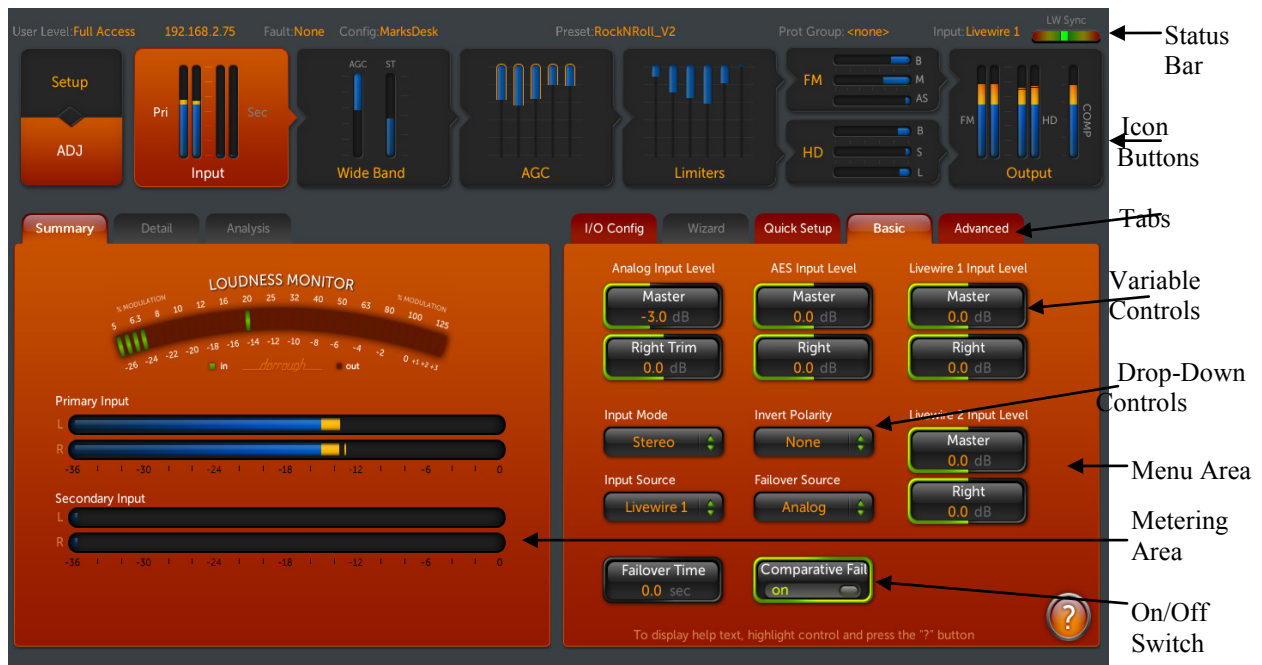 User Level:Full Access 192.168.2.75 Fault:None Config:MarksDesk Preset:RockNRoll_V2 Prot Group:<none> Input:Livewire 1 LW Sync
Status Bar
Setup
ADJ
Pri Sec
Input
AGC ST
Wide Band
AGC
Limiters
FM B M AS
HD B S L
FM HD COMP
Output
Icon Buttons
Summary Detail Analysis
I/O Config Wizard Quick Setup Basic Advanced
Tabs
LOUDNESS MONITOR
% MODULATION % MODULATION
5 6.3 8 10 12 16 20 25 32 40 50 63 80 100 125
-26 -24 -22 -20 -18 -16 -14 -12 -10 -8 -6 -4 -2 0 +1 +2 +3
in dorrough out
Primary Input
L
R
-36 -30 -24 -18 -12 -6 0
Secondary Input
L
R
-36 -30 -24 -18 -12 -6 0
Analog Input Level AES Input Level Livewire 1 Input Level
Master Master Master
-3.0 dB 0.0 dB 0.0 dB
Right Trim Right Right
0.0 dB 0.0 dB 0.0 dB
Variable Controls
Input Mode Invert Polarity Livewire 2 Input Level
Stereo None Master
0.0 dB
Drop-Down Controls
Input Source Failover Source Right
Livewire 1 Analog 0.0 dB
Menu Area
Metering Area
Failover Time Comparative Fail
0.0 sec on
?
On/Off Switch
To display help text, highlight control and press the "?" button